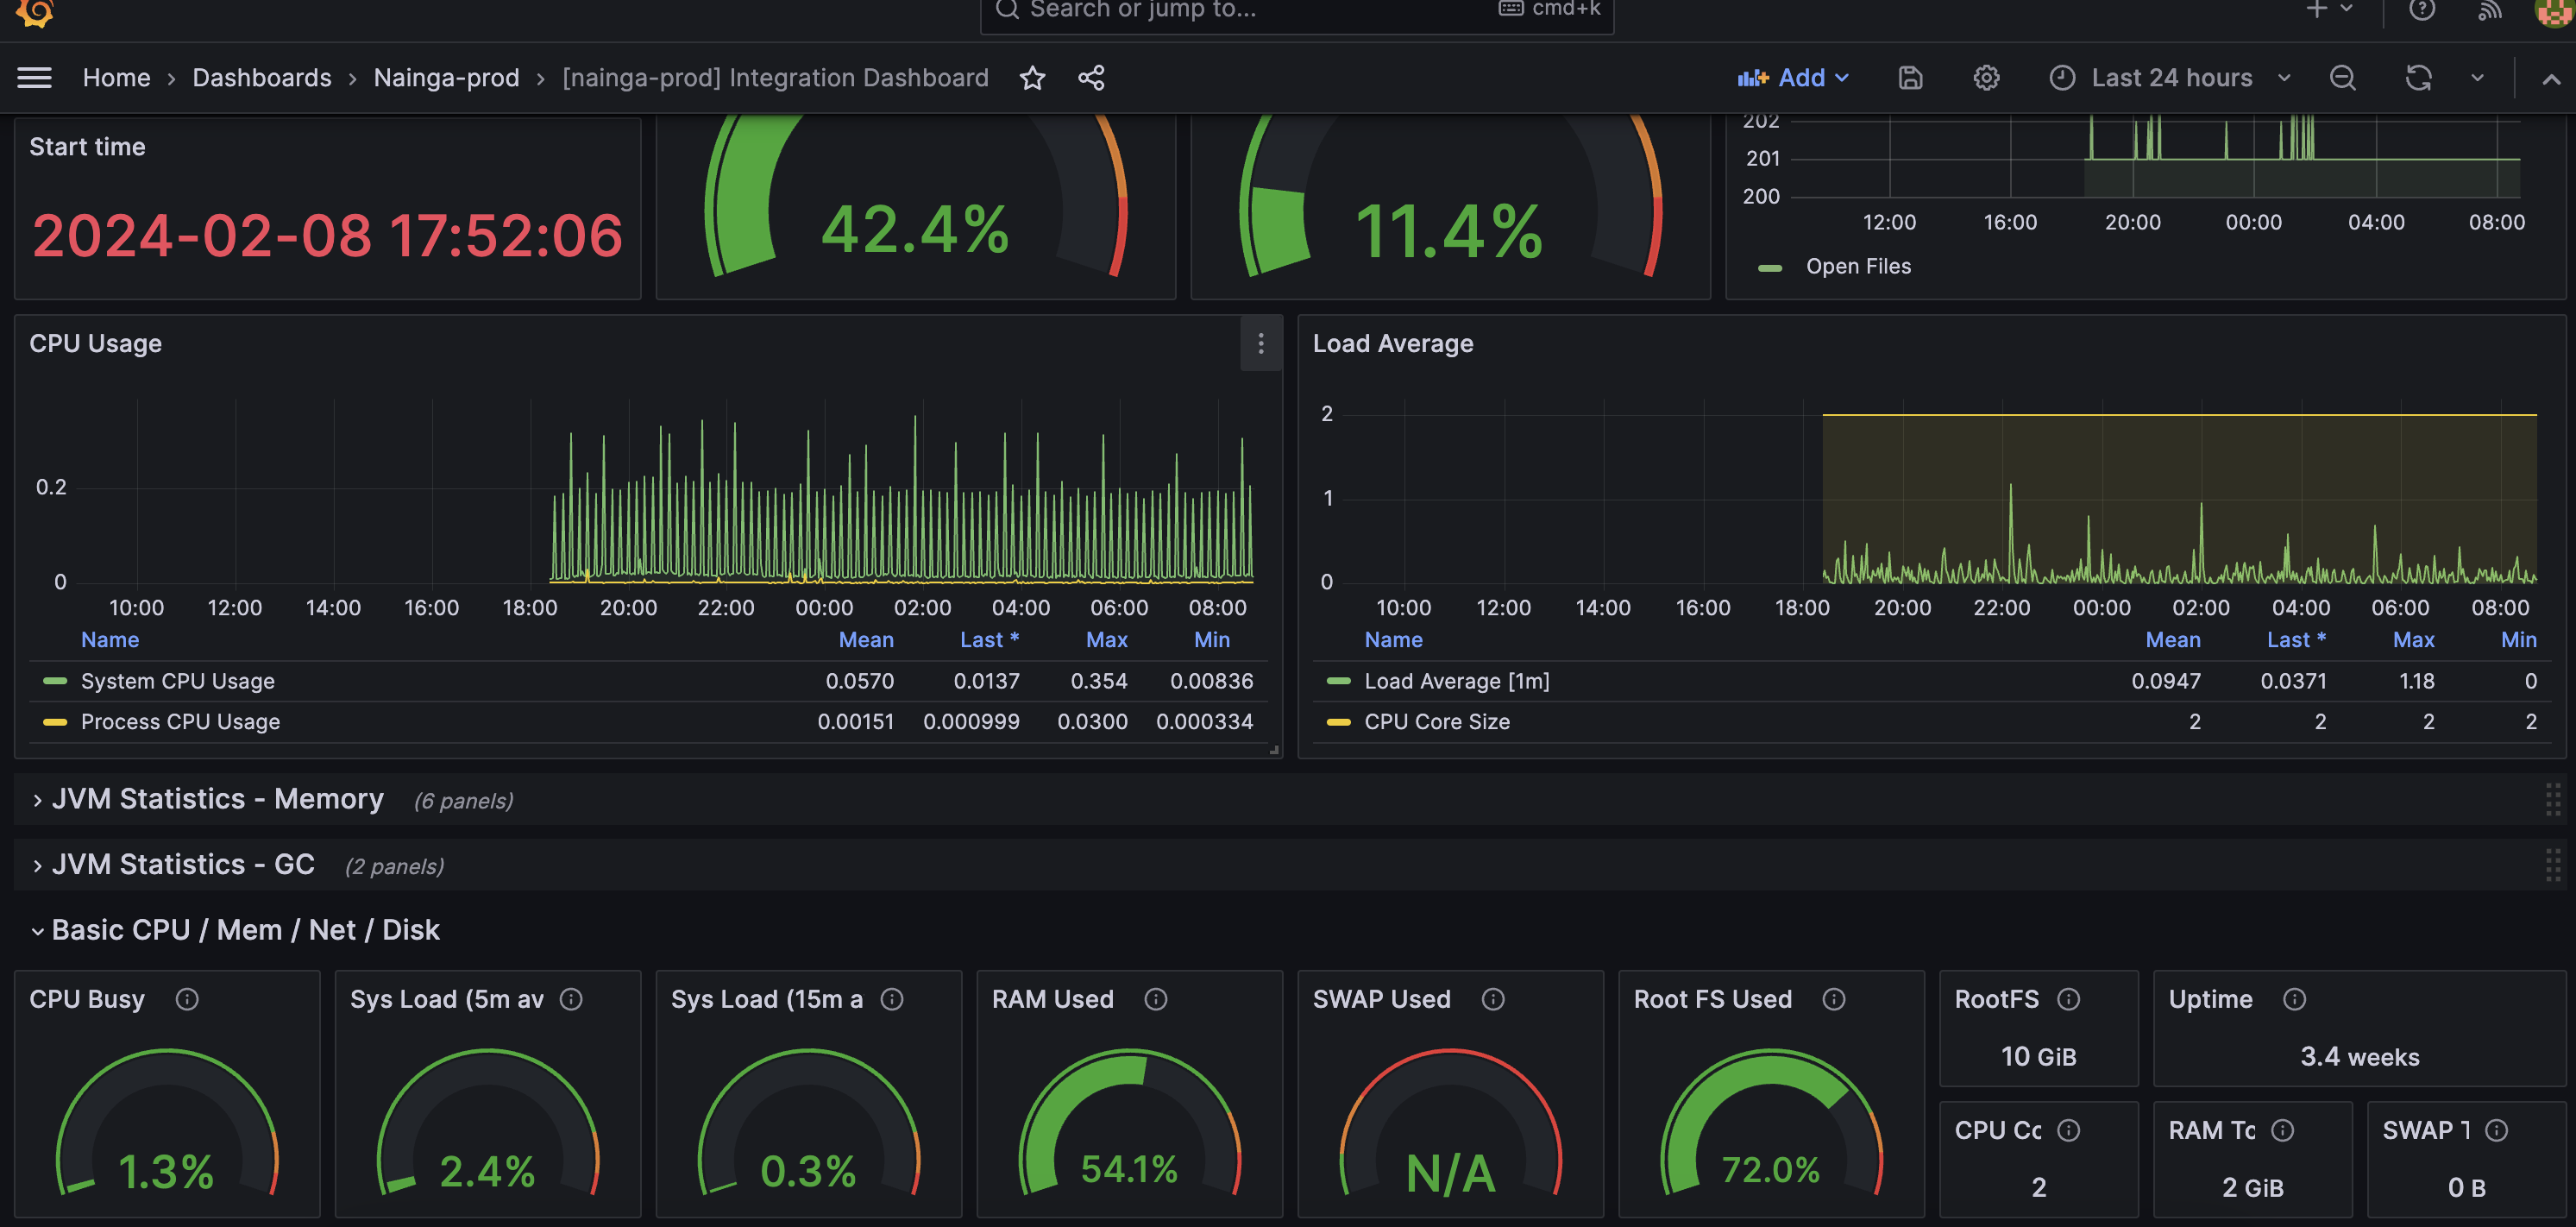 Search or jump to... cmd+k
Home › Dashboards › Nainga-prod › [nainga-prod] Integration Dashboard
Add Last 24 hours
Start time
2024-02-08 17:52:06
42.4%
11.4%
202
201
200
12:00 16:00 20:00 00:00 04:00 08:00
Open Files
CPU Usage
0.2
0
10:00 12:00 14:00 16:00 18:00 20:00 22:00 00:00 02:00 04:00 06:00 08:00
Name Mean Last * Max Min
System CPU Usage 0.0570 0.0137 0.354 0.00836
Process CPU Usage 0.00151 0.000999 0.0300 0.000334
Load Average
2
1
0
10:00 12:00 14:00 16:00 18:00 20:00 22:00 00:00 02:00 04:00 06:00 08:00
Name Mean Last * Max Min
Load Average [1m] 0.0947 0.0371 1.18 0
CPU Core Size 2 2 2 2
JVM Statistics - Memory (6 panels)
JVM Statistics - GC (2 panels)
Basic CPU / Mem / Net / Disk
CPU Busy
1.3%
Sys Load (5m av
2.4%
Sys Load (15m a
0.3%
RAM Used
54.1%
SWAP Used
N/A
Root FS Used
72.0%
RootFS
10 GiB
Uptime
3.4 weeks
CPU Co
2
RAM To
2 GiB
SWAP T
0 B